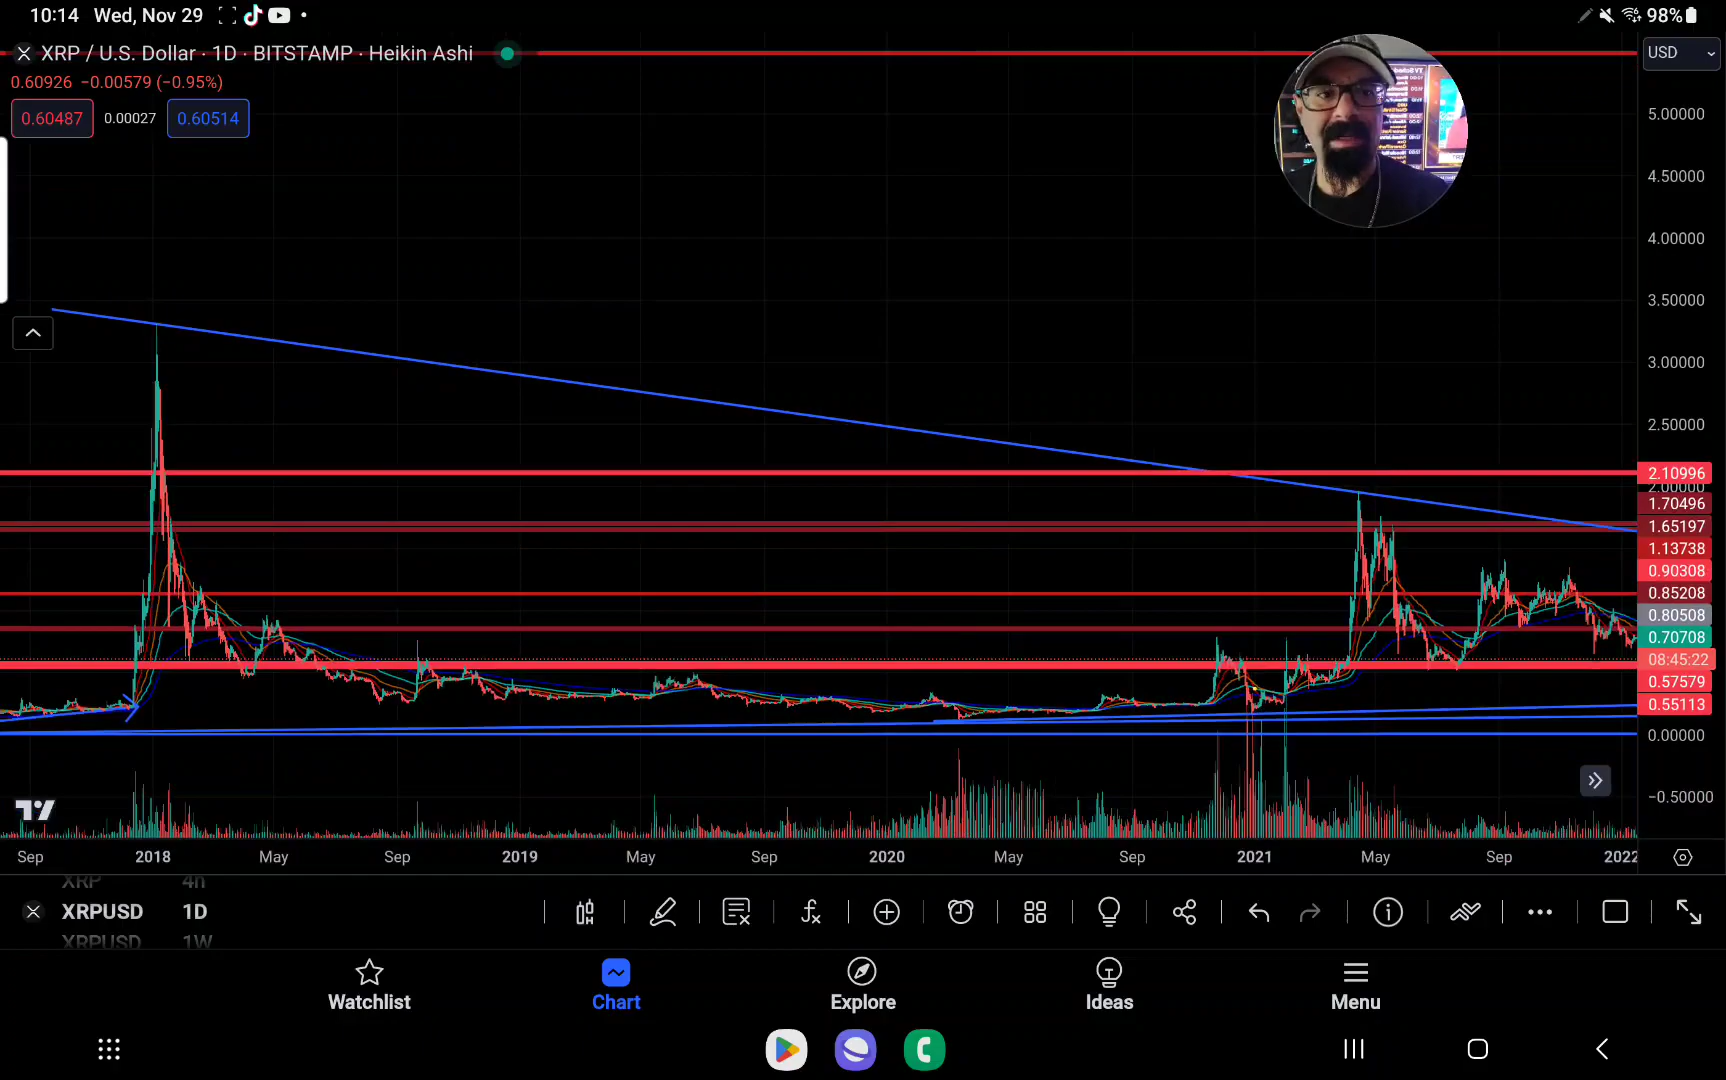 10:14 Wed, Nov 29
98%
XRP / U.S. Dollar · 1D · BITSTAMP · Heikin Ashi
USD
0.60926 −0.00579 (−0.95%)
0.60487 0.00027 0.60514
5.00000
4.50000
4.00000
3.50000
3.00000
2.50000
2.10996
2.00000
1.70496
1.65197
1.13738
0.90308
0.85208
0.80508
0.70708
08:45:22
0.57579
0.55113
0.00000
−0.50000
Sep 2018 May Sep 2019 May Sep 2020 May Sep 2021 May Sep 2022
XRP 4h
XRPUSD 1D
XRPUSD 1W
Watchlist Chart Explore Ideas Menu